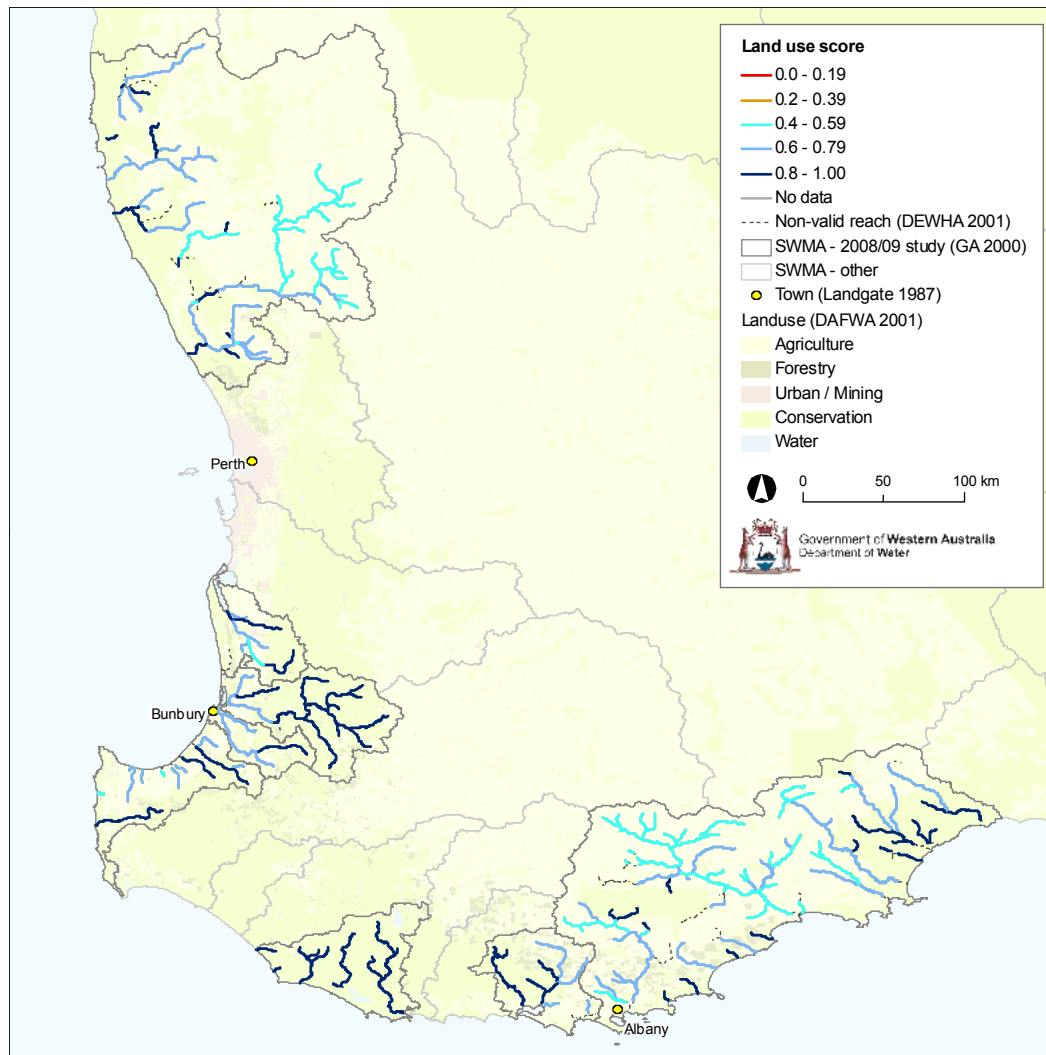 Land use score
0.0 - 0.19
0.2 - 0.39
0.4 - 0.59
0.6 - 0.79
0.8 - 1.00
No data
Non-valid reach (DEWHA 2001)
SWMA - 2008/09 study (GA 2000)
SWMA - other
Town (Landgate 1987)
Landuse (DAFWA 2001)
Agriculture
Forestry
Urban / Mining
Conservation
Water
0 50 100 km
Government of Western Australia
Department of Water
Perth
Bunbury
Albany